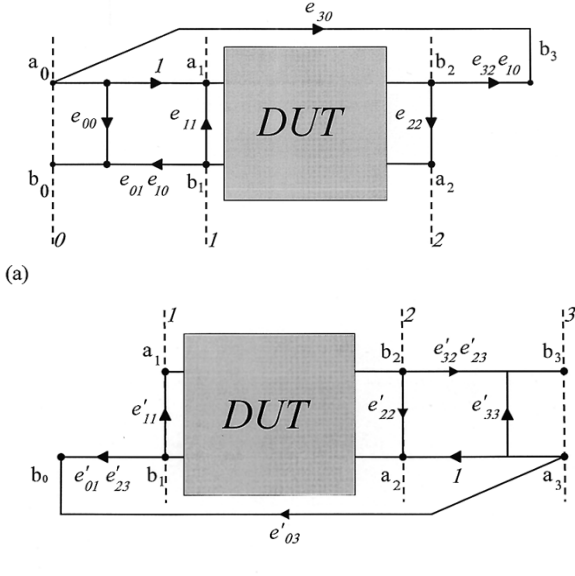 e30
a0 1 a1 b2 e32 e10 b3
e00 e11 DUT e22
b0 e01 e10 b1 a2
0 1 2
(a)
1 2 3
a1 b2 e′32 e′23 b3
e′11 DUT e′22 e′33
b0 e′01 e′23 b1 a2 1 a3
e′03